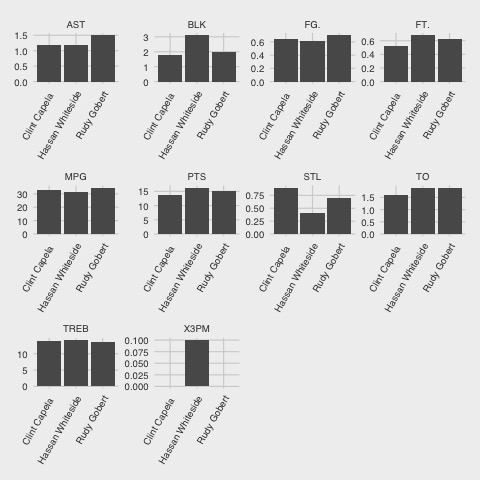 AST BLK FG. FT.
1.5 3 0.6 0.6
1.0 2 0.4 0.4
0.5 1 0.2 0.2
0.0 0 0.0 0.0
Clint Capela Hassan Whiteside Rudy Gobert Clint Capela Hassan Whiteside Rudy Gobert Clint Capela Hassan Whiteside Rudy Gobert Clint Capela Hassan Whiteside Rudy Gobert
MPG PTS STL TO
30 15 0.75 1.5
20 10 0.50 1.0
10 5 0.25 0.5
0 0 0.00 0.0
Clint Capela Hassan Whiteside Rudy Gobert Clint Capela Hassan Whiteside Rudy Gobert Clint Capela Hassan Whiteside Rudy Gobert Clint Capela Hassan Whiteside Rudy Gobert
TREB X3PM
0.100
10 0.075
5 0.050
0.025
0 0.000
Clint Capela Hassan Whiteside Rudy Gobert Clint Capela Hassan Whiteside Rudy Gobert